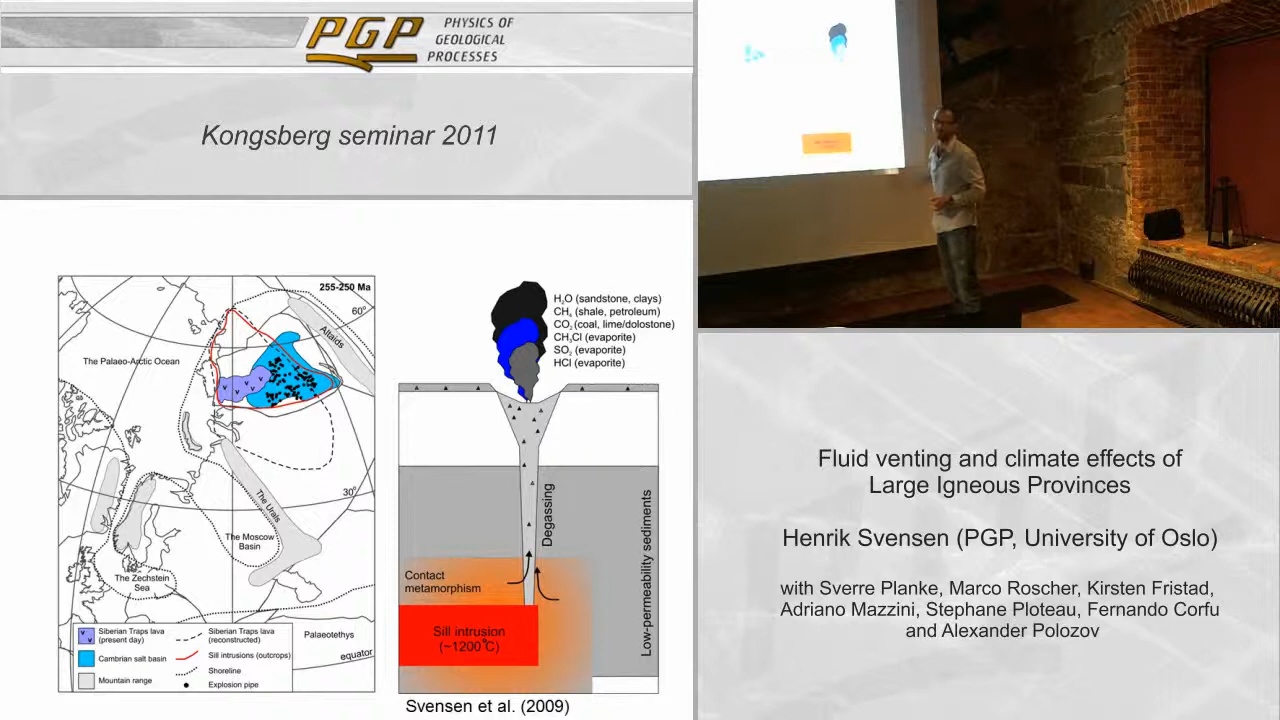 PGP
PHYSICS OF
GEOLOGICAL
PROCESSES
Kongsberg seminar 2011
255-250 Ma
60°
Altaids
The Palaeo-Arctic Ocean
30°
The Urals
The Moscow
Basin
The Zechstein
Sea
Siberian Traps lava
(present day)
Cambrian salt basin
Mountain range
Siberian Traps lava
(reconstructed)
Sill intrusions (outcrops)
Shoreline
Explosion pipe
Palaeotethys
equator
H₂O (sandstone, clays)
CH₄ (shale, petroleum)
CO₂ (coal, lime/dolostone)
CH₃Cl (evaporite)
SO₂ (evaporite)
HCl (evaporite)
Degassing
Low-permeability sediments
Contact
metamorphism
Sill intrusion
(~1200°C)
Svensen et al. (2009)
Fluid venting and climate effects of
Large Igneous Provinces
Henrik Svensen (PGP, University of Oslo)
with Sverre Planke, Marco Roscher, Kirsten Fristad,
Adriano Mazzini, Stephane Ploteau, Fernando Corfu
and Alexander Polozov